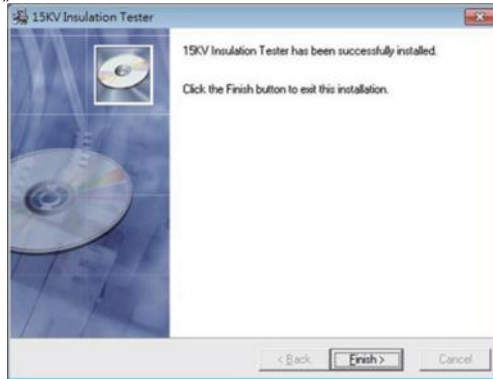 15KV Insulation Tester
15KV Insulation Tester has been successfully installed.
Click the Finish button to exit this installation.
< Back Finish > Cancel